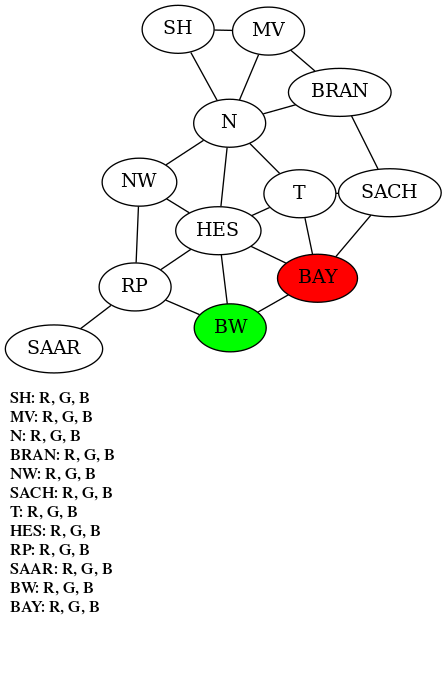 SH
MV
BRAN
N
NW
T
SACH
HES
RP
BAY
BW
SAAR
SH: R, G, B
MV: R, G, B
N: R, G, B
BRAN: R, G, B
NW: R, G, B
SACH: R, G, B
T: R, G, B
HES: R, G, B
RP: R, G, B
SAAR: R, G, B
BW: R, G, B
BAY: R, G, B